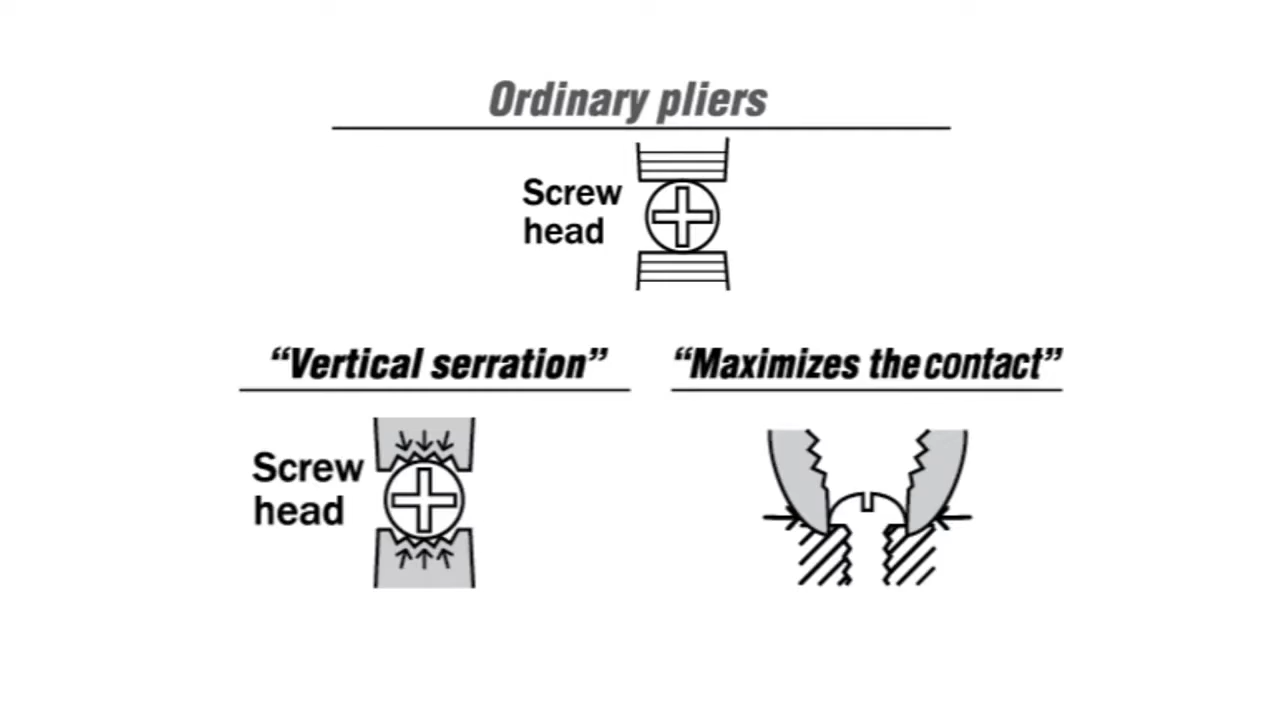 Ordinary pliers
Screw
head
“Vertical serration”
“Maximizes the contact”
Screw
head